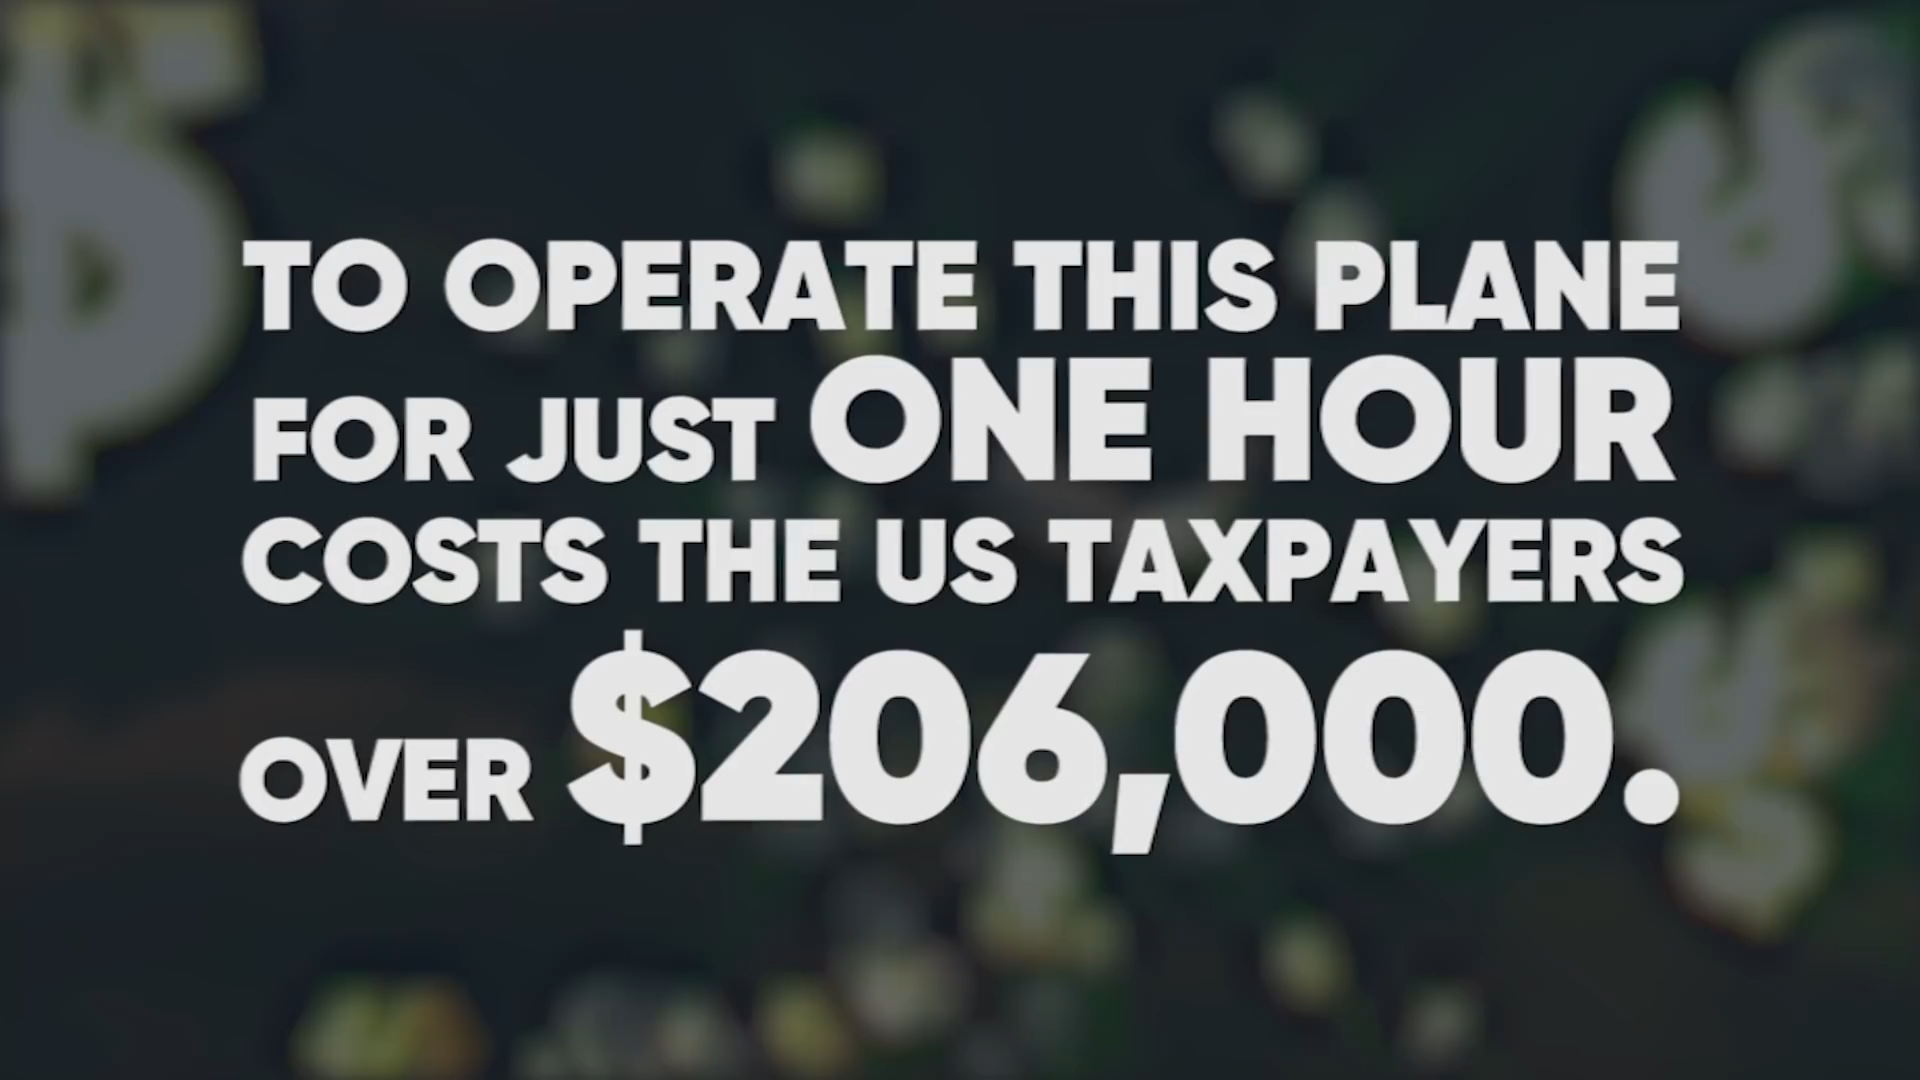 TO OPERATE THIS PLANE
FOR JUST ONE HOUR
COSTS THE US TAXPAYERS
OVER $206,000.